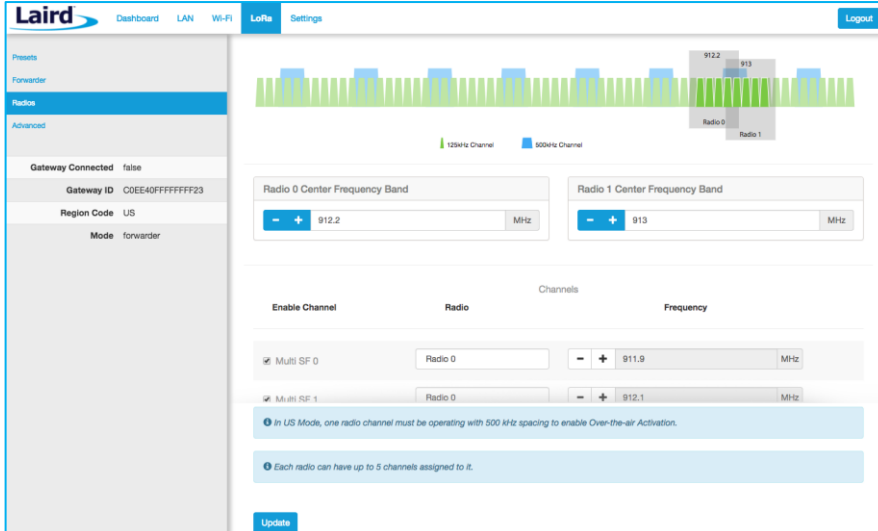 Laird Dashboard LAN Wi-Fi LoRa Settings Logout
Presets
Forwarder
Radios
Advanced
Gateway Connected false
Gateway ID C0EE40FFFFFFFF23
Region Code US
Mode forwarder
912.2
913
Radio 0
Radio 1
125kHz Channel 500kHz Channel
Radio 0 Center Frequency Band Radio 1 Center Frequency Band
- + 912.2 MHz - + 913 MHz
Channels
Enable Channel Radio Frequency
Multi SF 0 Radio 0 - + 911.9 MHz
Multi SF 1 Radio 0 - + 912.1 MHz
In US Mode, one radio channel must be operating with 500 kHz spacing to enable Over-the-air Activation.
Each radio can have up to 5 channels assigned to it.
Update